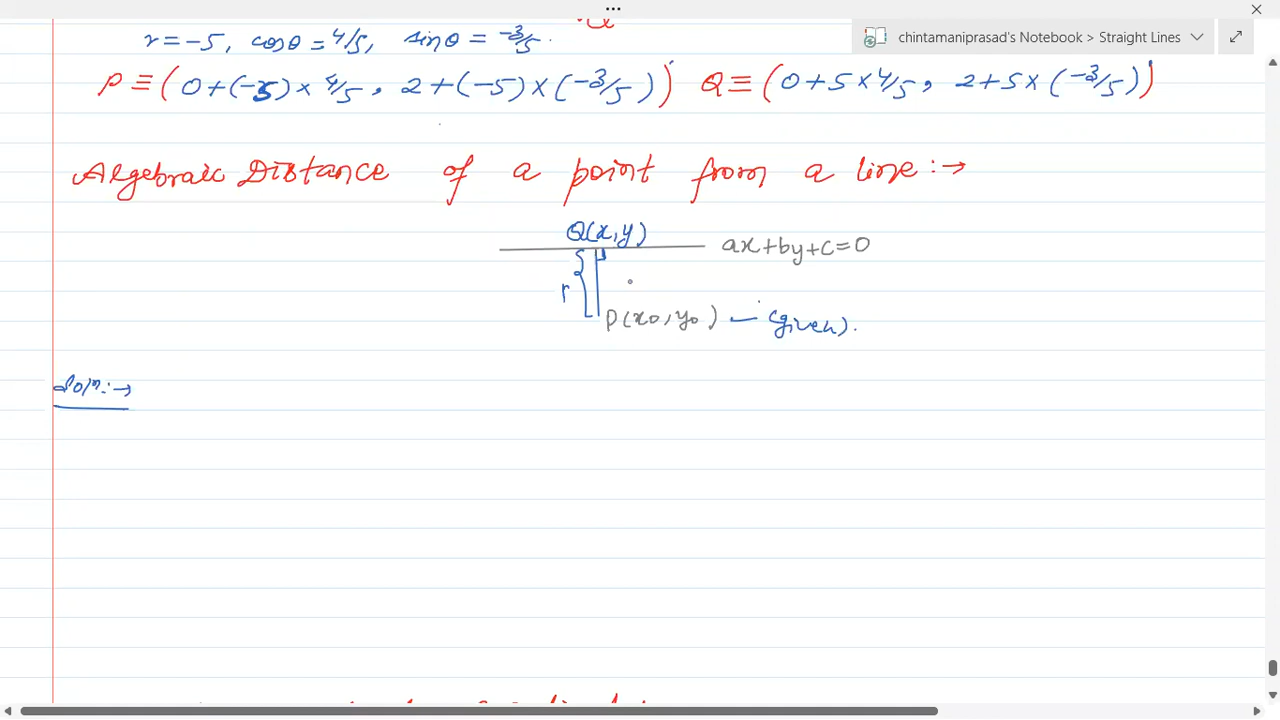 chintamaniprasad's Notebook > Straight Lines
r = -5, cosθ = 4/5, sinθ = -3/5.
P ≡ (0+(-5) × 4/5, 2+(-5)×(-3/5)) Q ≡ (0+5×4/5, 2+5×(-3/5))
Algebraic Distance of a point from a line:→
Q(x,y)
ax+by+c=0
r
P(x0,y0) — (given).
Soln:→